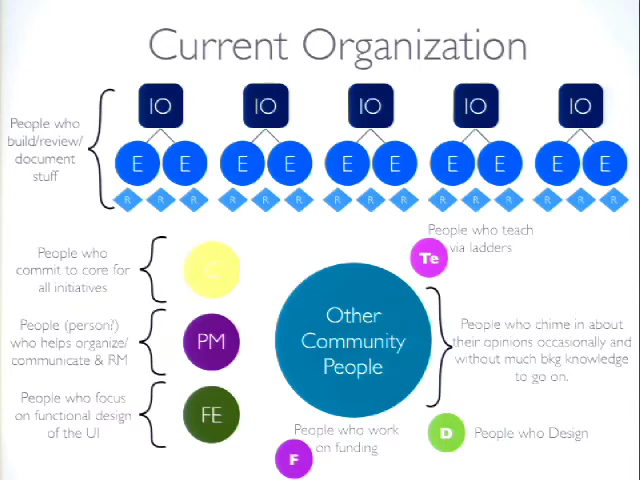 Current Organization
IO IO IO IO IO
People who
build/review/
document
stuff
E E E E E E E E E E
R R R R R R R R R R R R R R R
People who teach
via ladders
Te
People who
commit to core for
all initiatives
C
People (person?)
who helps organize/
communicate & RM
PM
Other
Community
People
People who chime in about
their opinions occasionally and
without much bkg knowledge
to go on.
People who focus
on functional design
of the UI
FE
People who work
on funding
F
D
People who Design